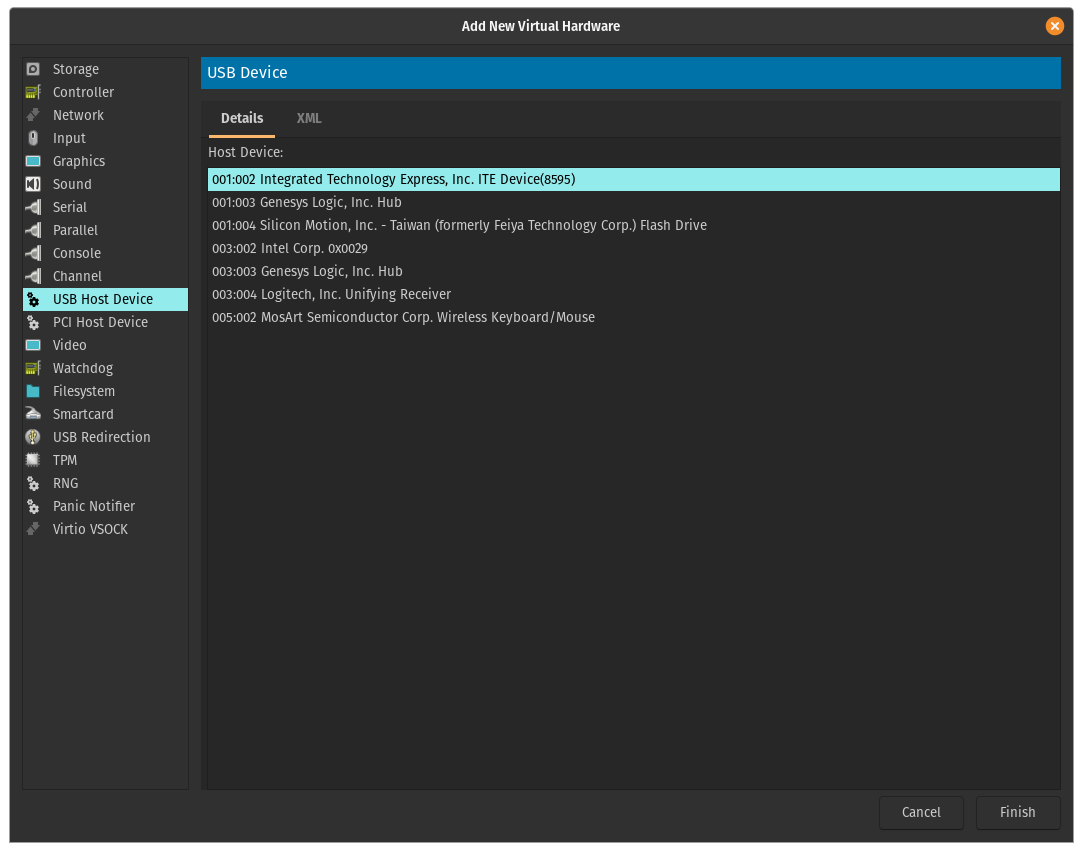 Add New Virtual Hardware
Storage
Controller
Network
Input
Graphics
Sound
Serial
Parallel
Console
Channel
USB Host Device
PCI Host Device
Video
Watchdog
Filesystem
Smartcard
USB Redirection
TPM
RNG
Panic Notifier
Virtio VSOCK
USB Device
Details XML
Host Device:
001:002 Integrated Technology Express, Inc. ITE Device(8595)
001:003 Genesys Logic, Inc. Hub
001:004 Silicon Motion, Inc. - Taiwan (formerly Feiya Technology Corp.) Flash Drive
003:002 Intel Corp. 0x0029
003:003 Genesys Logic, Inc. Hub
003:004 Logitech, Inc. Unifying Receiver
005:002 MosArt Semiconductor Corp. Wireless Keyboard/Mouse
Cancel Finish